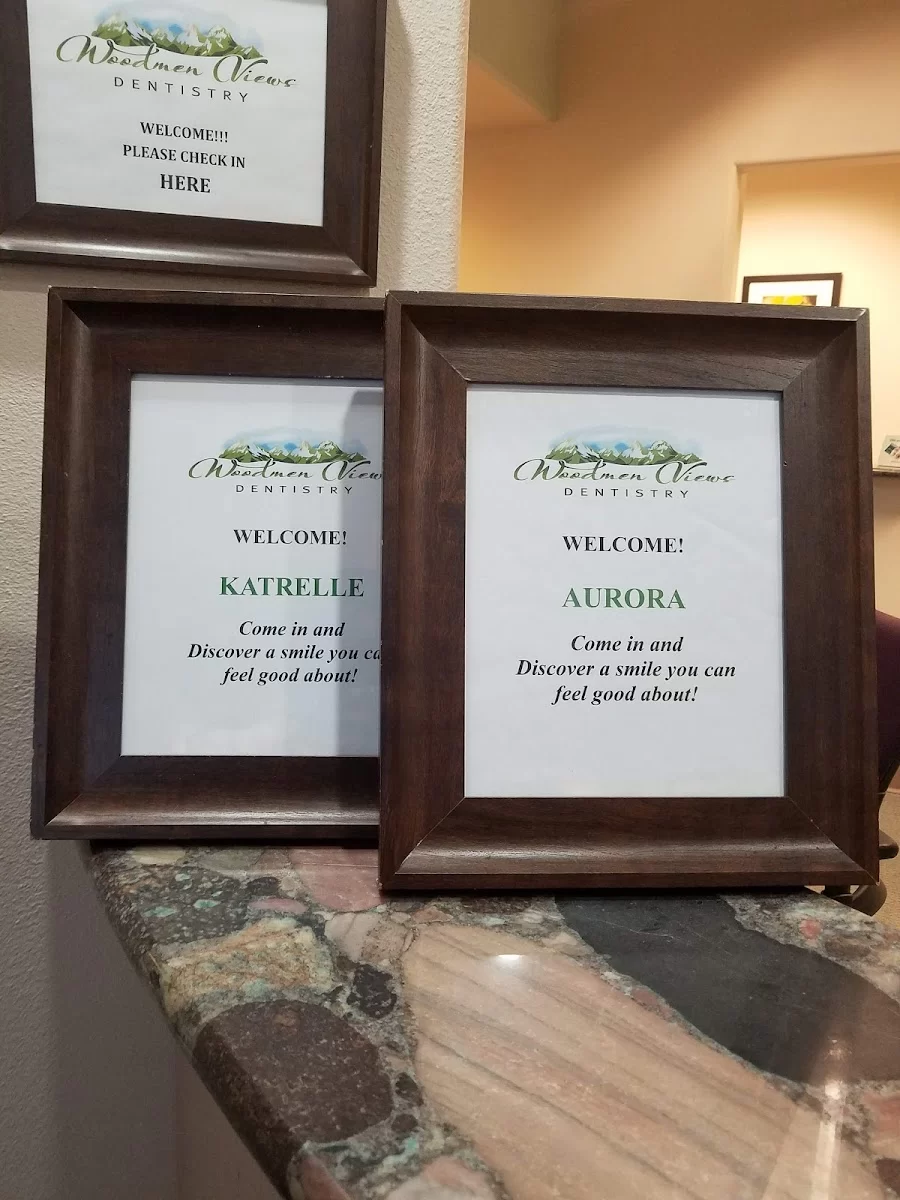 Woodmen Views
DENTISTRY
WELCOME!!!
PLEASE CHECK IN
HERE
Woodmen Views
DENTISTRY
WELCOME!
KATRELLE
Come in and
Discover a smile you
feel good about!
Woodmen Views
DENTISTRY
WELCOME!
AURORA
Come in and
Discover a smile you can
feel good about!